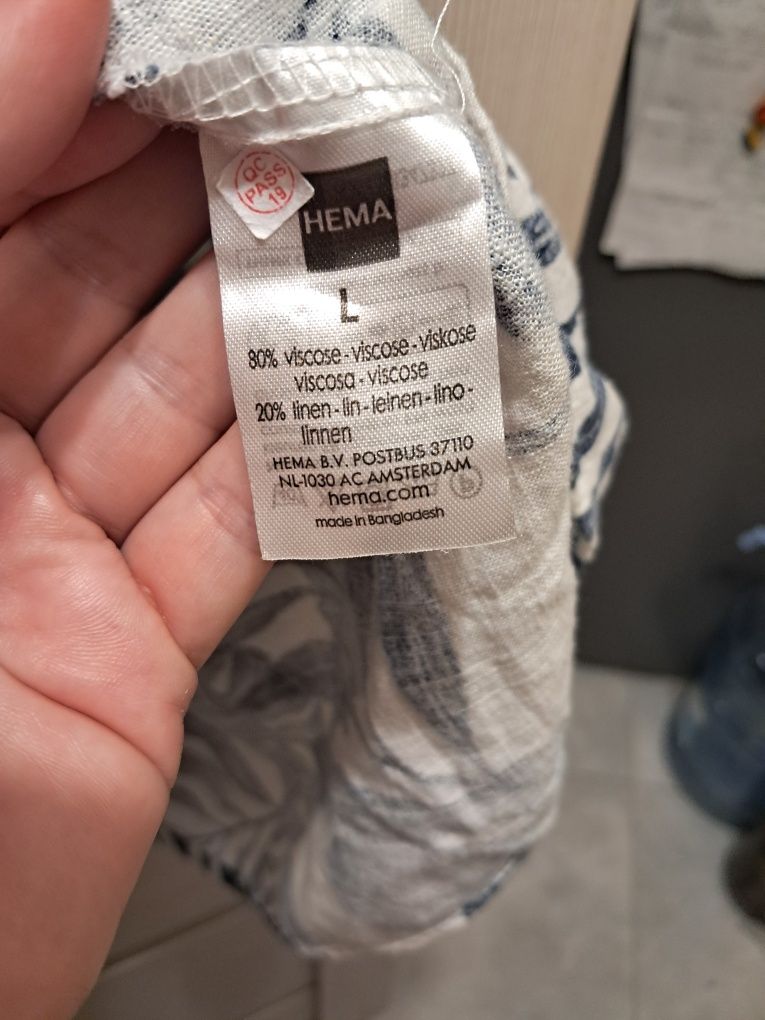 QC
PASS
19
HEMA
L
80% viscose - viscose - viskose
viscosa - viscose
20% linen - lin - leinen - lino -
linnen
HEMA B.V. POSTBUS 37110
NL-1030 AC AMSTERDAM
hema.com
made in Bangladesh